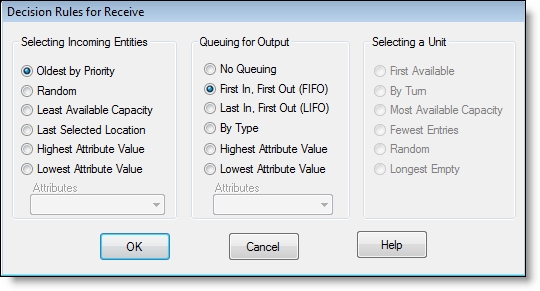 Decision Rules for Receive
Selecting Incoming Entities
Oldest by Priority
Random
Least Available Capacity
Last Selected Location
Highest Attribute Value
Lowest Attribute Value
Attributes
Queuing for Output
No Queuing
First In, First Out (FIFO)
Last In, First Out (LIFO)
By Type
Highest Attribute Value
Lowest Attribute Value
Attributes
Selecting a Unit
First Available
By Turn
Most Available Capacity
Fewest Entries
Random
Longest Empty
OK
Cancel
Help